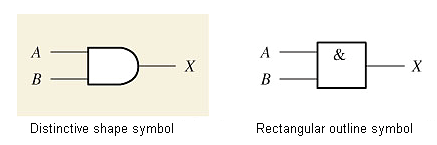 A
B
X
Distinctive shape symbol
A
B
&
X
Rectangular outline symbol